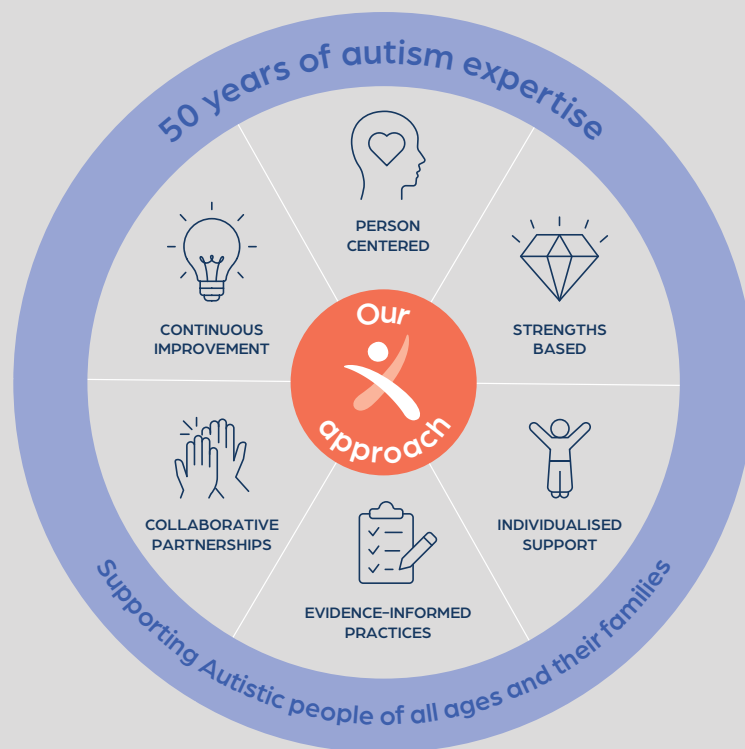 50 years of autism expertise
PERSON
CENTERED
STRENGTHS
BASED
INDIVIDUALISED
SUPPORT
EVIDENCE-INFORMED
PRACTICES
COLLABORATIVE
PARTNERSHIPS
CONTINUOUS
IMPROVEMENT
Our
approach
Supporting Autistic people of all ages and their families